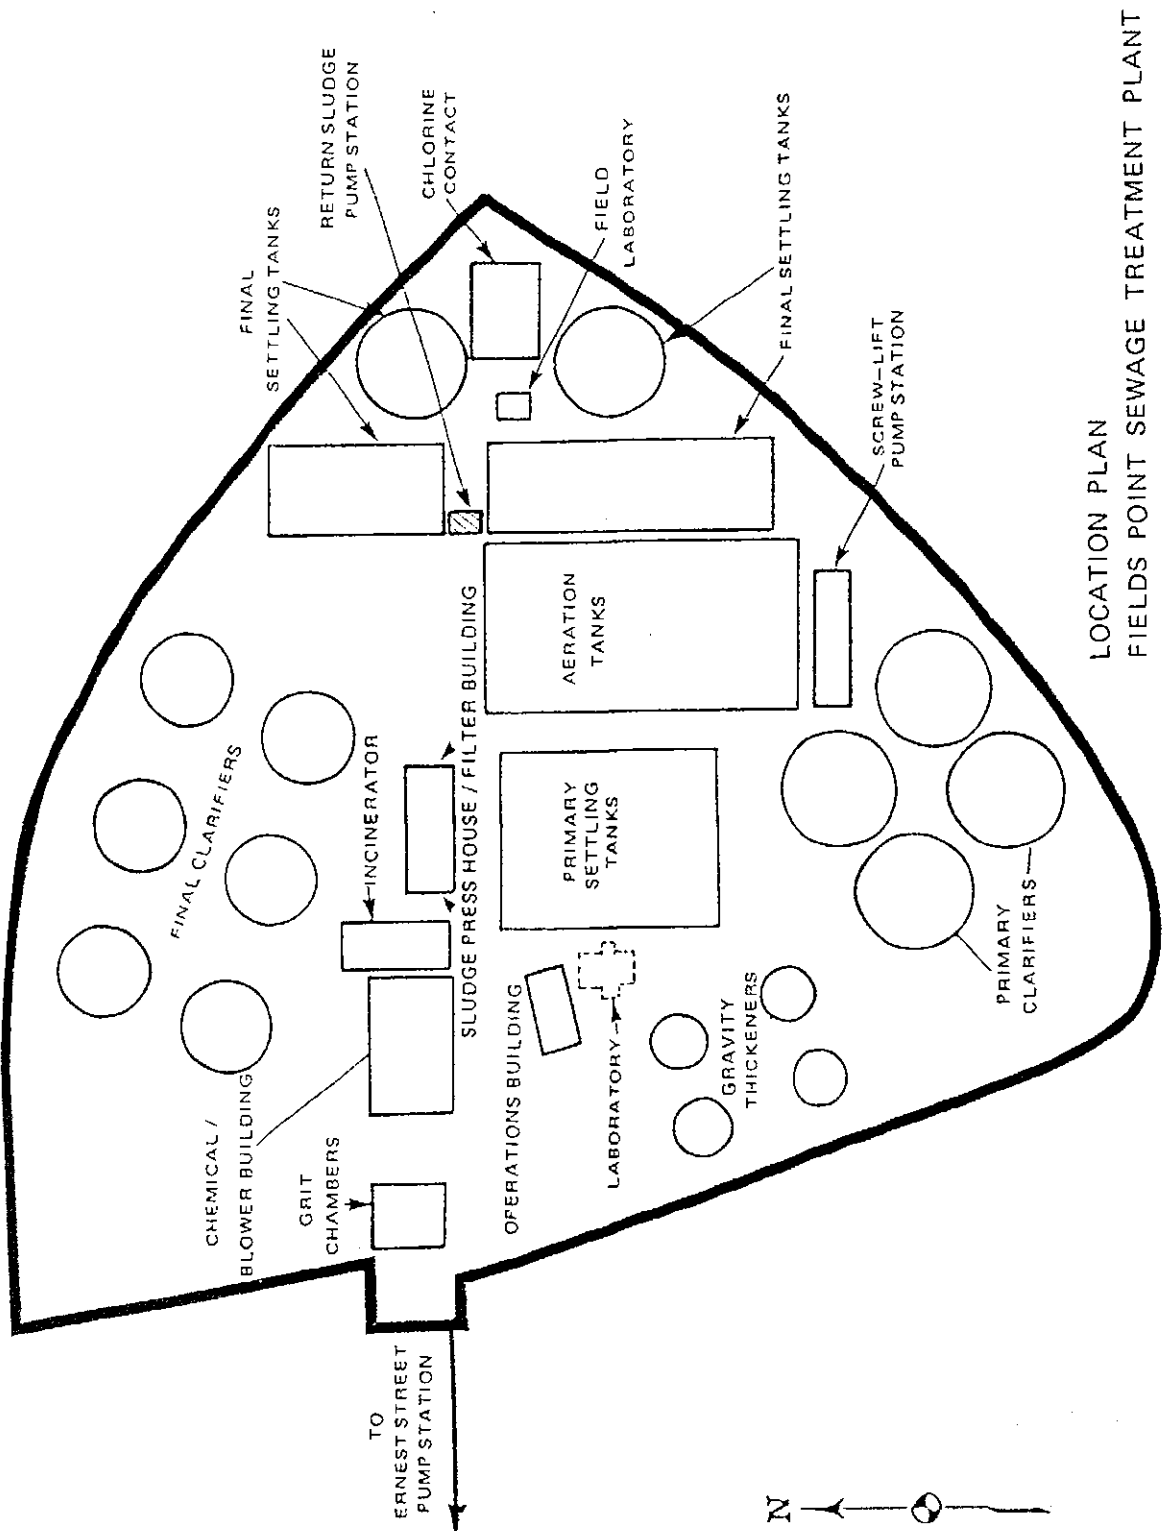 TO
ERNEST STREET
PUMP STATION
GRIT
CHAMBERS
CHEMICAL /
BLOWER BUILDING
FINAL CLARIFIERS
INCINERATOR
SLUDGE PRESS HOUSE / FILTER BUILDING
OPERATIONS BUILDING
LABORATORY
GRAVITY
THICKENERS
PRIMARY
CLARIFIERS
PRIMARY
SETTLING
TANKS
AERATION
TANKS
FINAL
SETTLING TANKS
RETURN SLUDGE
PUMP STATION
CHLORINE
CONTACT
FIELD
LABORATORY
FINAL SETTLING TANKS
SCREW-LIFT
PUMP STATION
N
LOCATION PLAN
FIELDS POINT SEWAGE TREATMENT PLANT